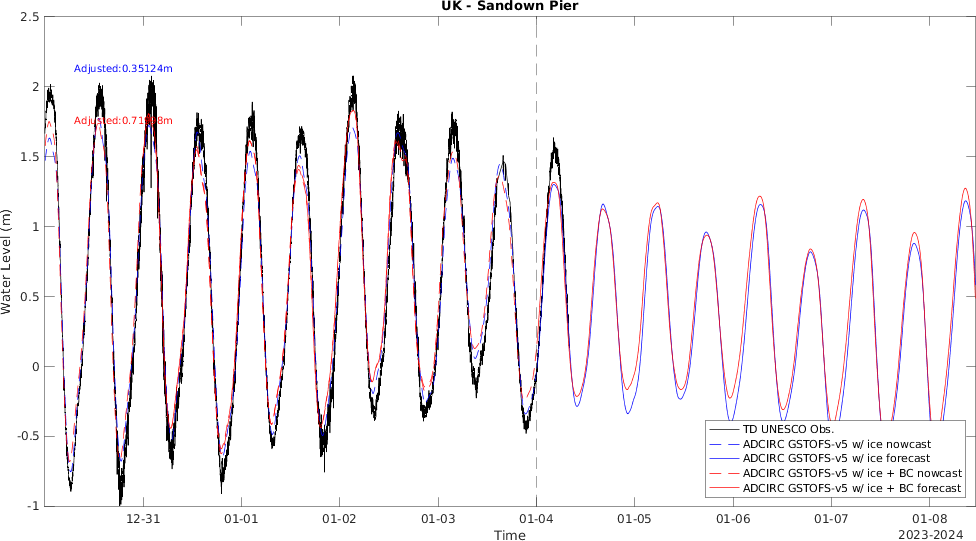 UK - Sandown Pier
2.5
2
1.5
1
0.5
0
-0.5
-1
Water Level (m)
Adjusted:0.35124m
12-31
01-01
01-02
01-03
01-04
01-05
01-06
01-07
01-08
Time
2023-2024
TD UNESCO Obs.
ADCIRC GSTOFS-v5 w/ ice nowcast
ADCIRC GSTOFS-v5 w/ ice forecast
ADCIRC GSTOFS-v5 w/ ice + BC nowcast
ADCIRC GSTOFS-v5 w/ ice + BC forecast